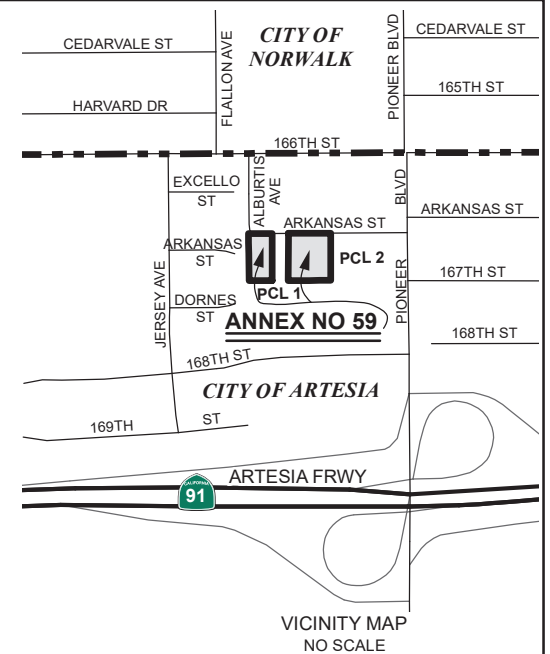 CEDARVALE ST
FLALLON AVE
CITY OF
NORWALK
PIONEER BLVD
CEDARVALE ST
HARVARD DR
165TH ST
166TH ST
EXCELLO
ST
ALBURTIS
AVE
BLVD
ARKANSAS ST
ARKANSAS ST
ARKANSAS
ST
PCL 2
JERSEY AVE
PCL 1
PIONEER
167TH ST
DORNES
ST
ANNEX NO 59
168TH ST
168TH ST
CITY OF ARTESIA
169TH ST
ARTESIA FRWY
CALIFORNIA
91
VICINITY MAP
NO SCALE